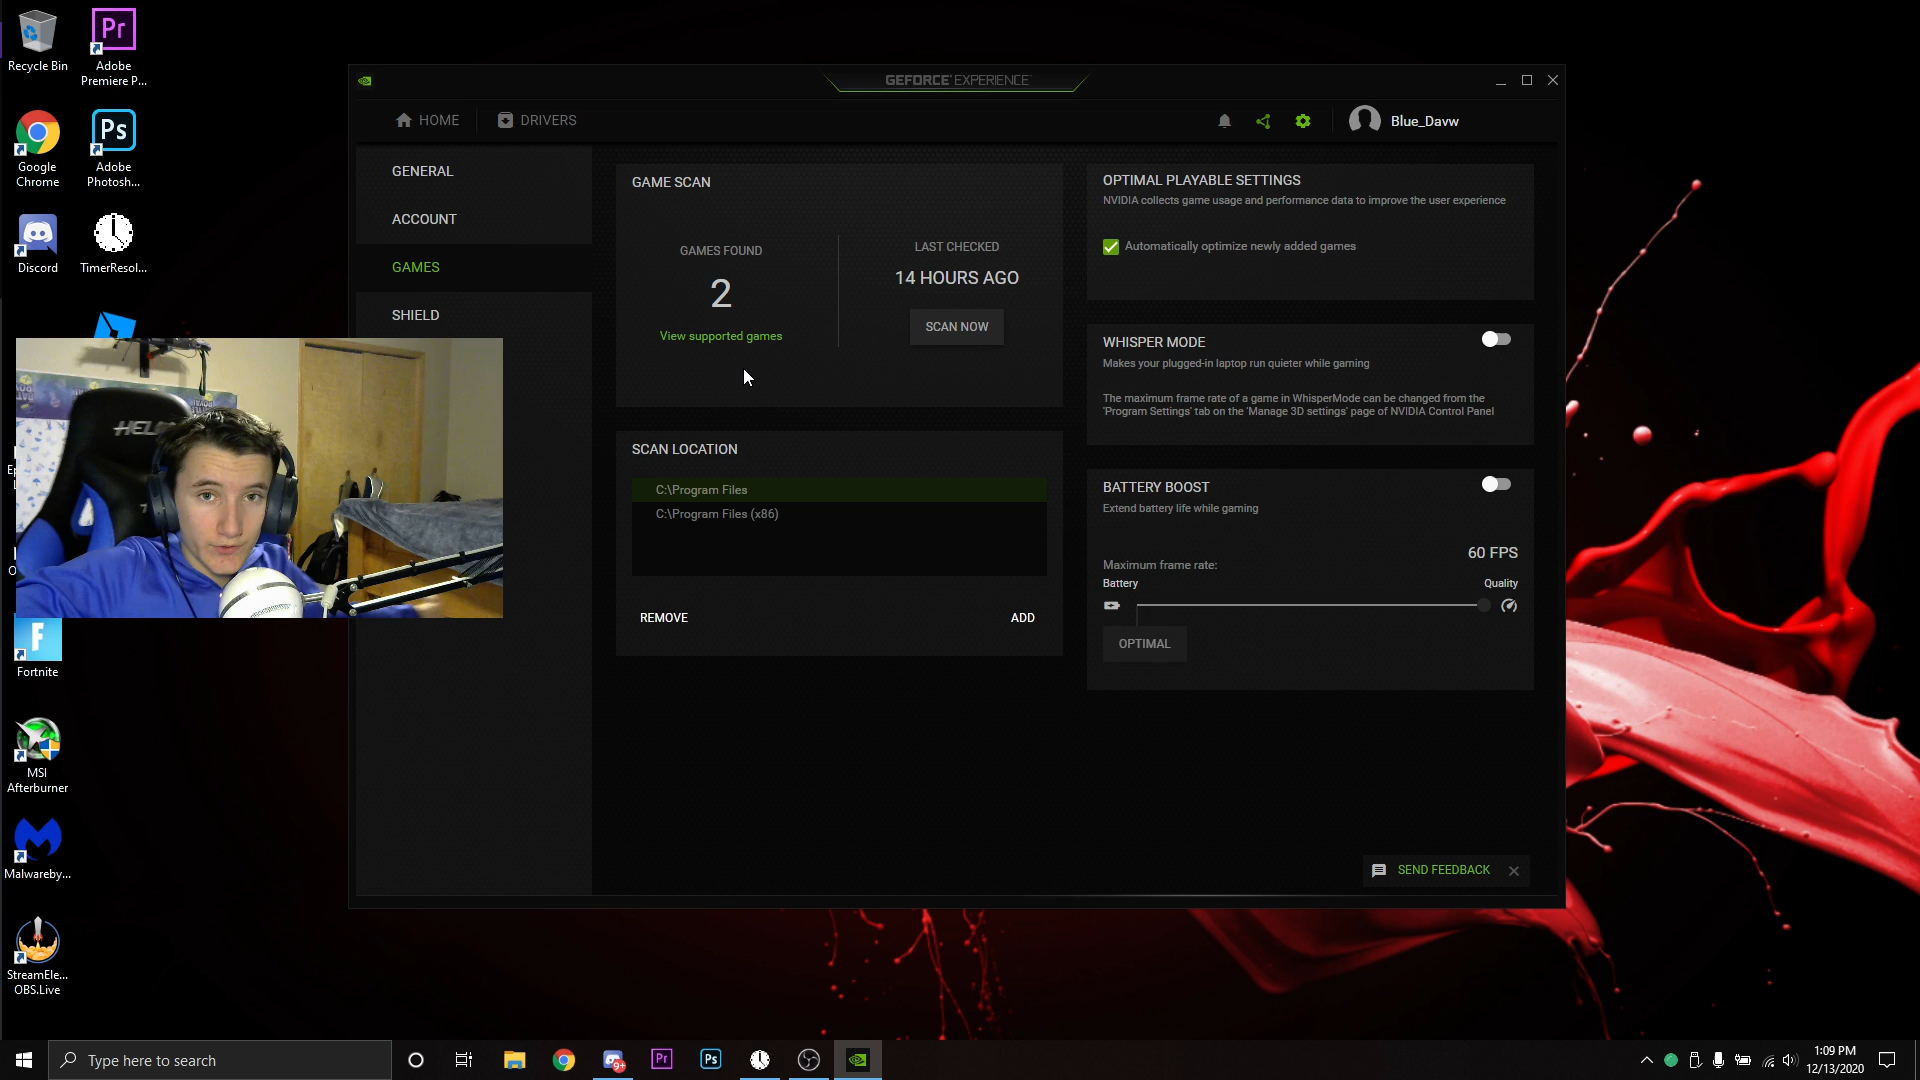 Recycle Bin
Pr
Adobe
Premiere P...
Google
Chrome
Ps
Adobe
Photosh...
Discord
TimerResol...
GEFORCE EXPERIENCE
HOME
DRIVERS
Blue_Davw
GENERAL
ACCOUNT
GAMES
SHIELD
GAME SCAN
GAMES FOUND
2
View supported games
LAST CHECKED
14 HOURS AGO
SCAN NOW
SCAN LOCATION
C:\Program Files
C:\Program Files (x86)
REMOVE
ADD
OPTIMAL PLAYABLE SETTINGS
NVIDIA collects game usage and performance data to improve the user experience
Automatically optimize newly added games
WHISPER MODE
Makes your plugged-in laptop run quieter while gaming
The maximum frame rate of a game in WhisperMode can be changed from the
'Program Settings' tab on the 'Manage 3D settings' page of NVIDIA Control Panel
BATTERY BOOST
Extend battery life while gaming
60 FPS
Maximum frame rate:
Battery
Quality
OPTIMAL
SEND FEEDBACK
F
Fortnite
MSI
Afterburner
Malwareby...
StreamEle...
OBS.Live
Type here to search
9+
Pr
Ps
1:09 PM
12/13/2020